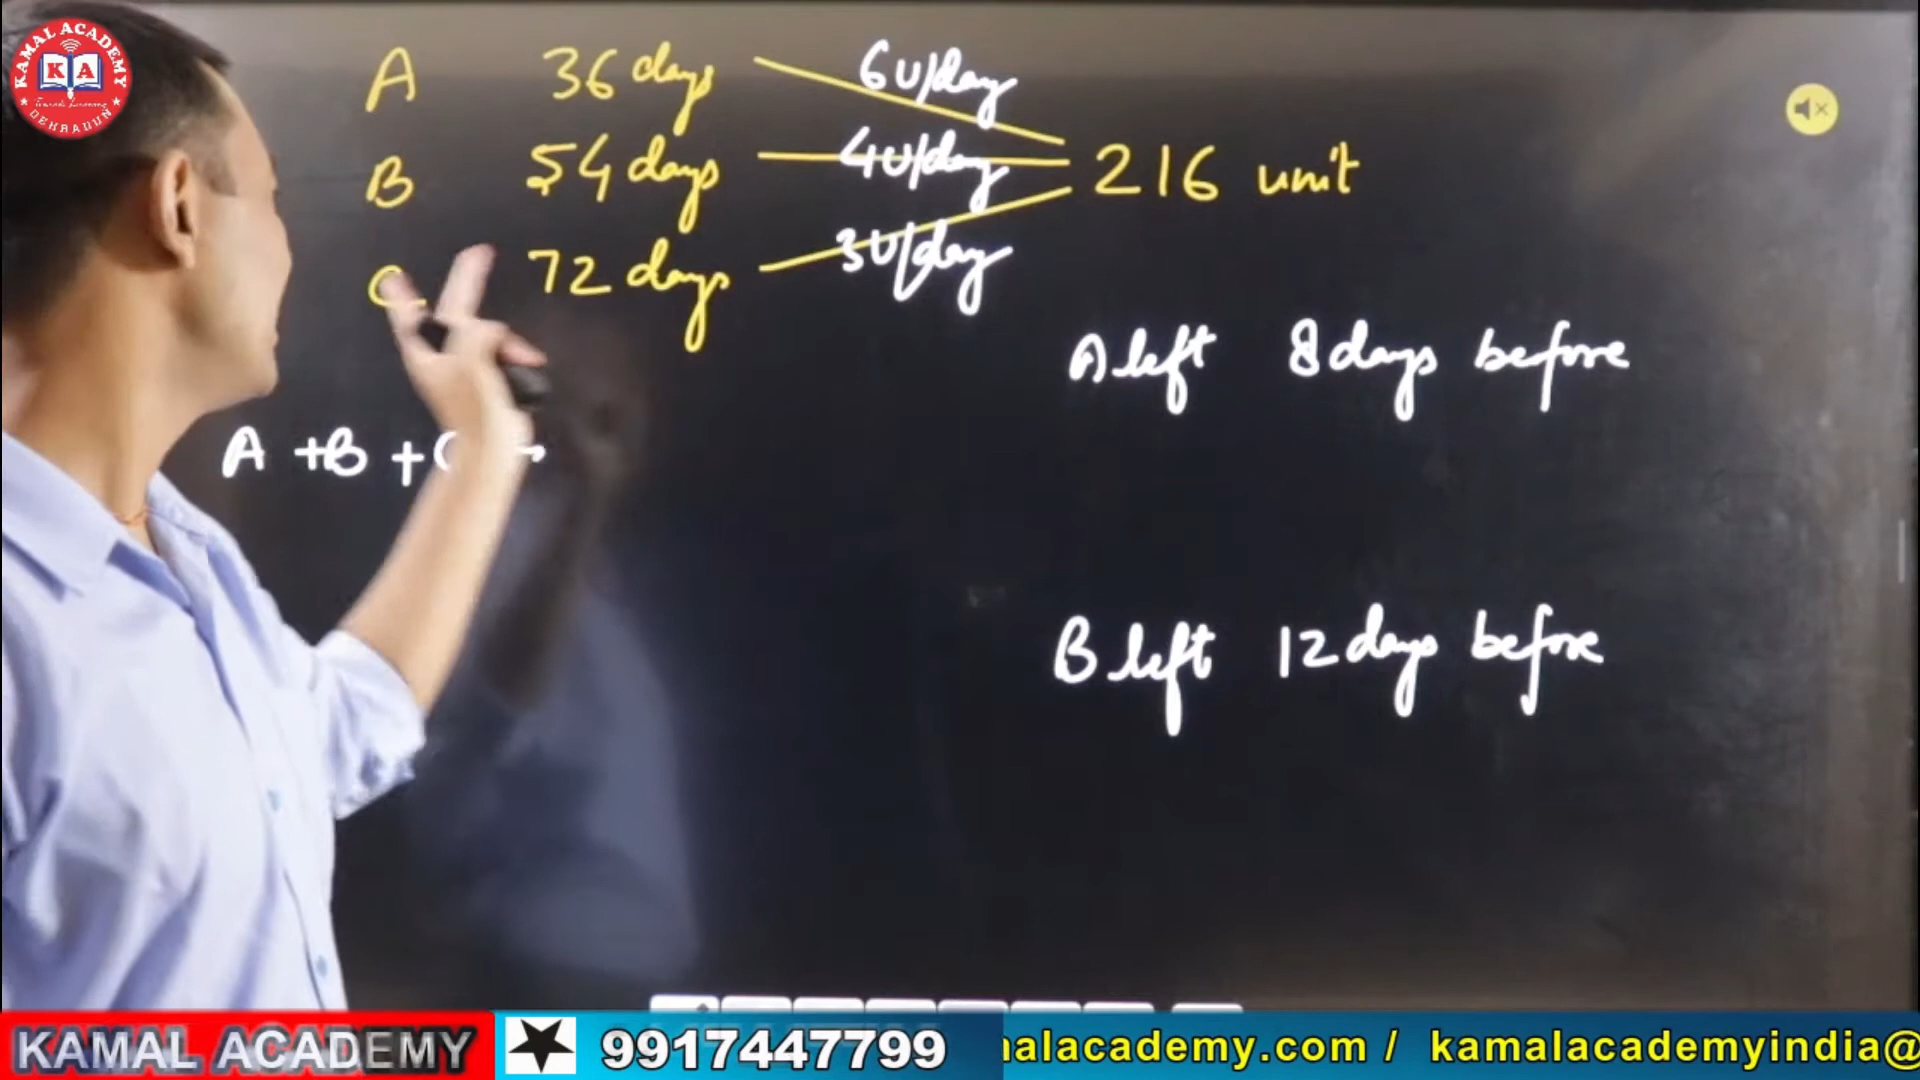 KAMAL ACADEMY
K A
DEHRADUN
A 36 days 6U/day
B 54 days 4U/day 216 unit
C 72 days 3U/day
A left 8 days before
A + B + C
B left 12 days before
KAMAL ACADEMY 9917447799 alacademy.com / kamalacademyindia@